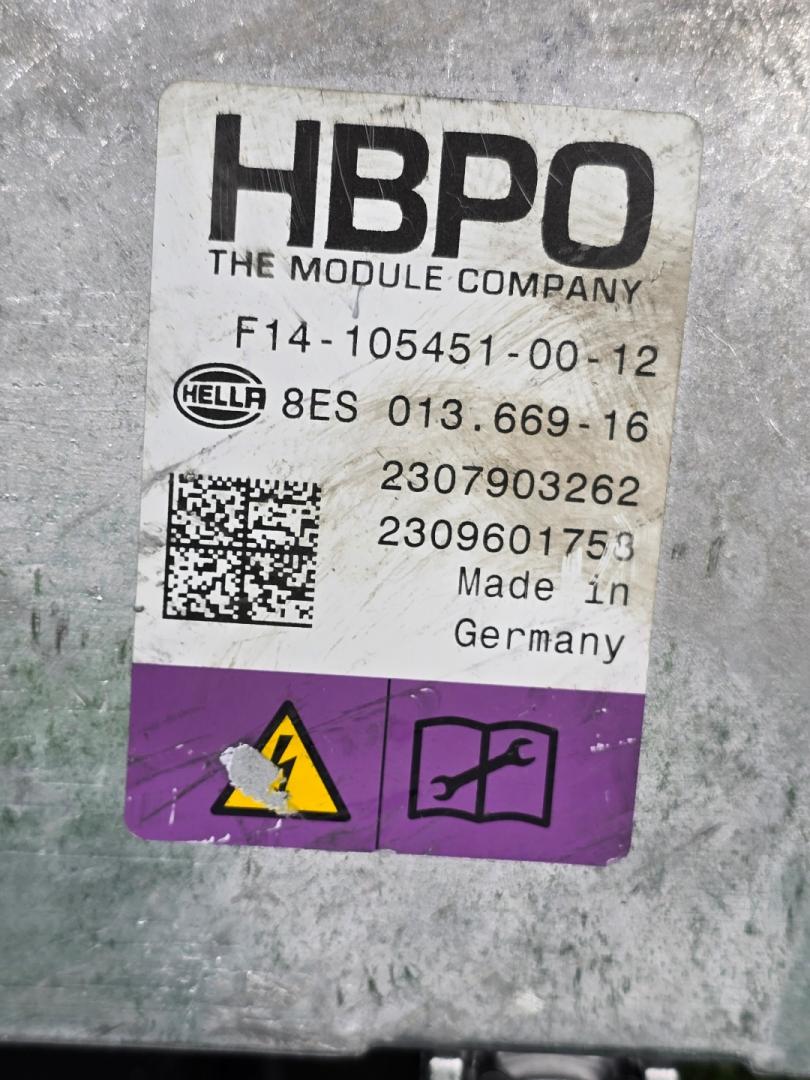 HBPO
THE MODULE COMPANY
F14-105451-00-12
HELLA 8ES 013.669-16
2307903262
2309601758
Made in
Germany